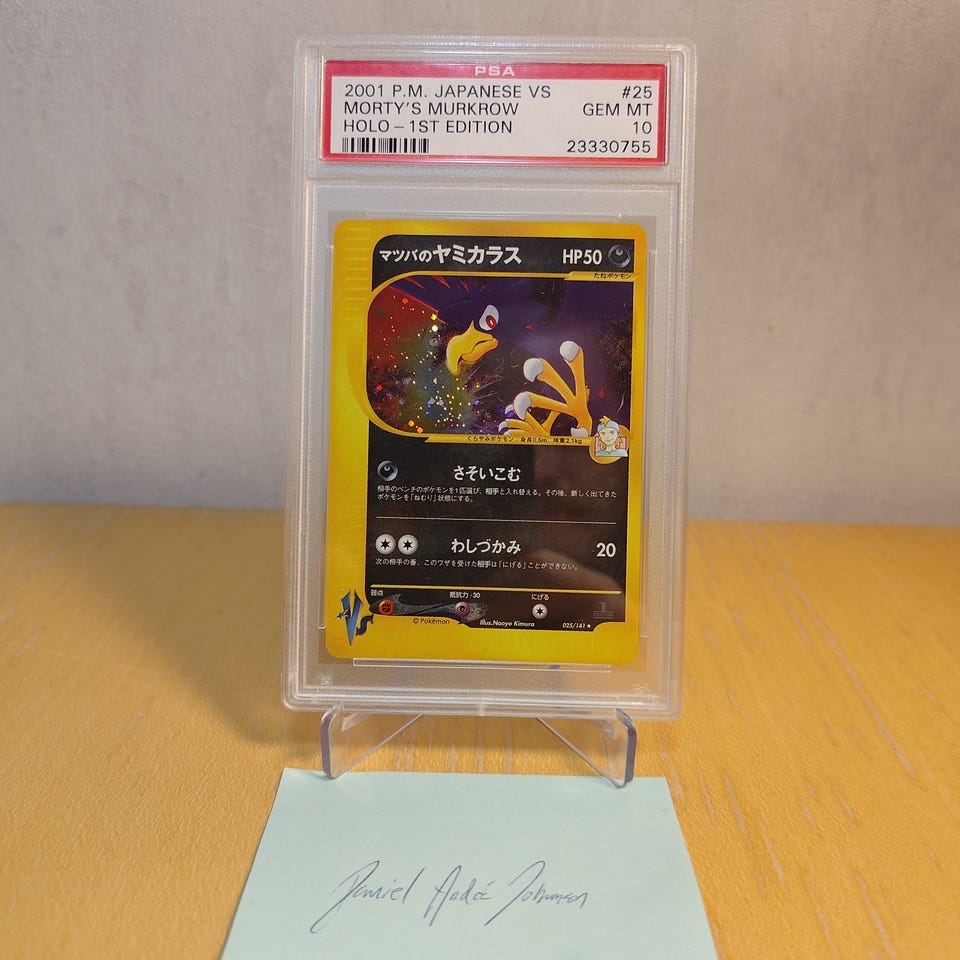 PSA
2001 P.M. JAPANESE VS #25
MORTY'S MURKROW GEM MT
HOLO – 1ST EDITION 10
23330755
マツバのヤミカラス HP50
たねポケモン
くらやみポケモン:身長0.5m, 体重2.1kg
さそいこむ
相手のベンチのポケモンを1匹選び、相手と入れ替える。その後、新しく出てきた
ポケモンを「ねむり」状態にする。
わしづかみ 20
次の相手の番、このワザを受けた相手は「にげる」ことができない。
弱点 抵抗力 -30 にげる
VS
1 EDITION
© Pokémon Illus.Naoyo Kimura 025/141 ★
Daniel André